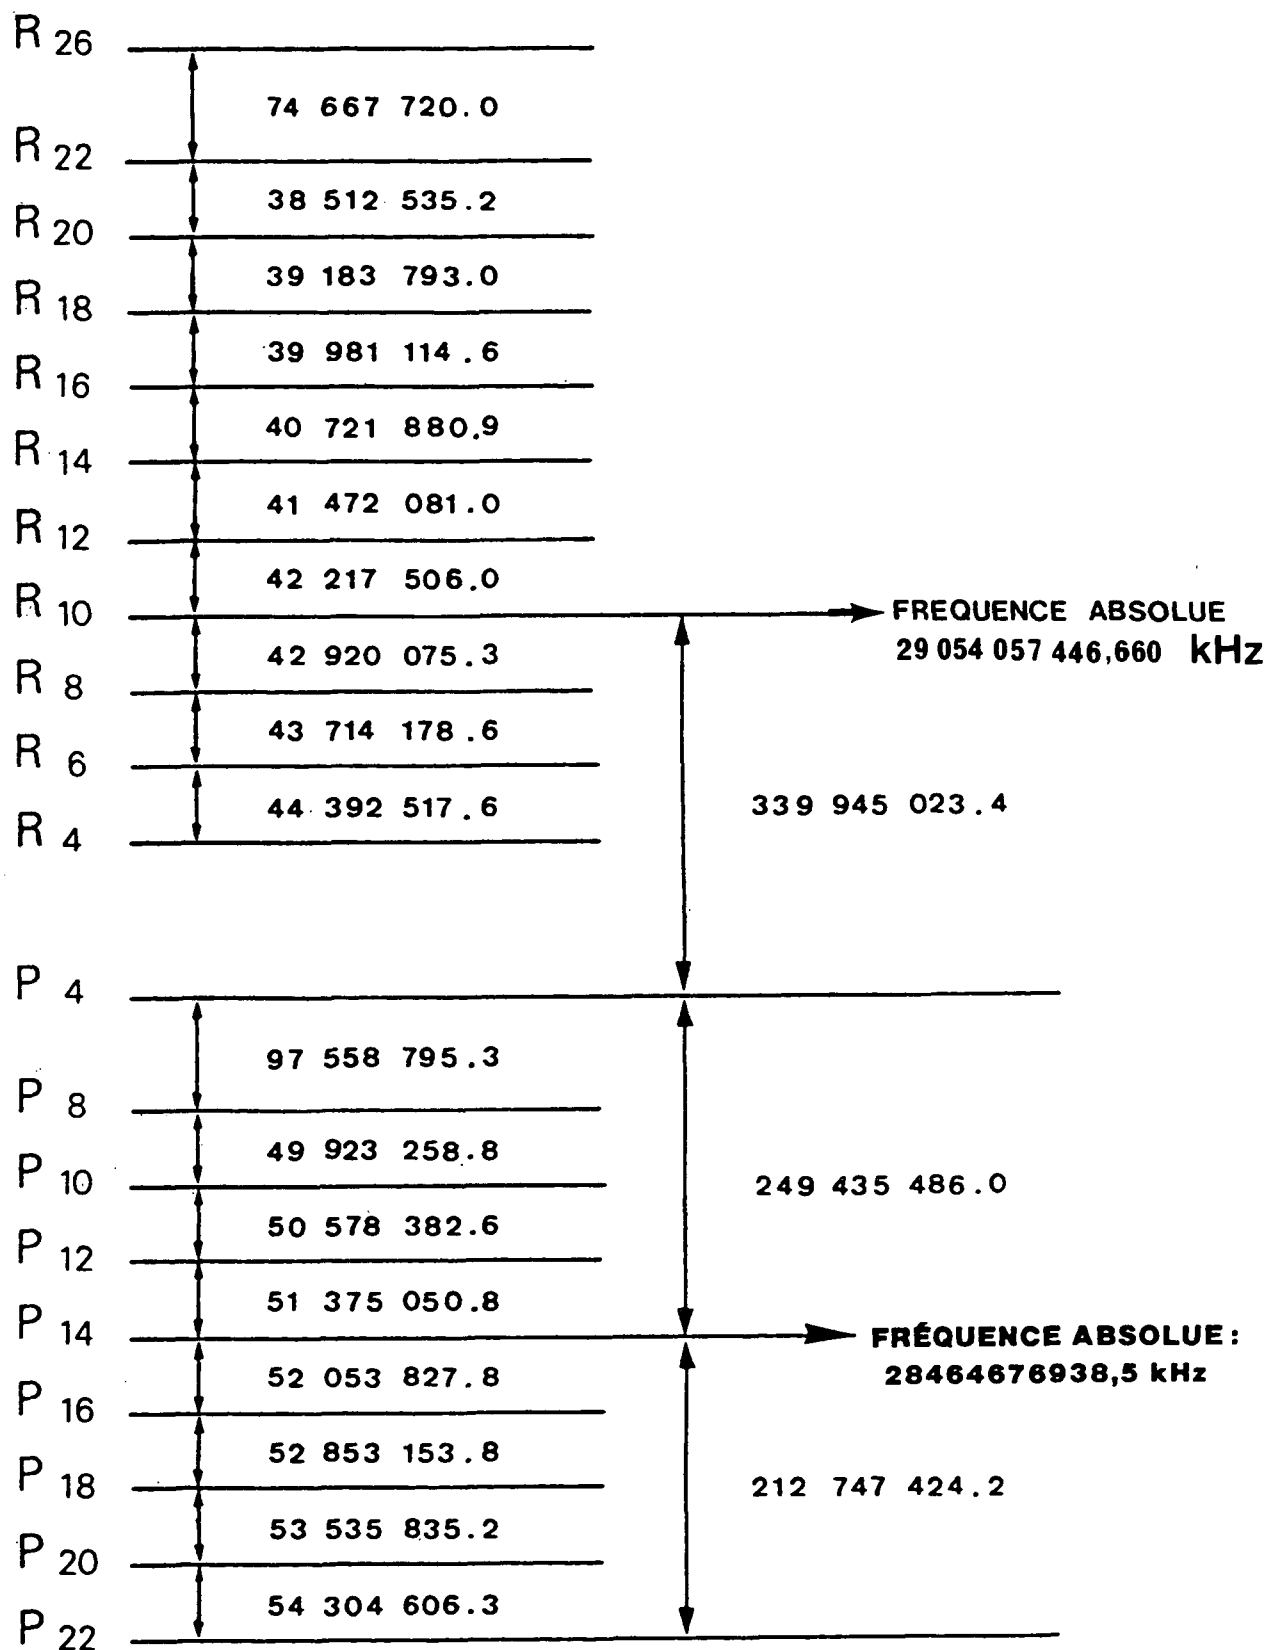 R 26
74 667 720.0
R 22
38 512 535.2
R 20
39 183 793.0
R 18
39 981 114.6
R 16
40 721 880.9
R 14
41 472 081.0
R 12
42 217 506.0
R 10
FREQUENCE ABSOLUE
29 054 057 446,660 kHz
42 920 075.3
R 8
43 714 178.6
R 6
44 392 517.6
339 945 023.4
R 4
P 4
97 558 795.3
P 8
49 923 258.8
P 10
249 435 486.0
50 578 382.6
P 12
51 375 050.8
P 14
FRÉQUENCE ABSOLUE :
28464676938,5 kHz
52 053 827.8
P 16
52 853 153.8
P 18
212 747 424.2
53 535 835.2
P 20
54 304 606.3
P 22